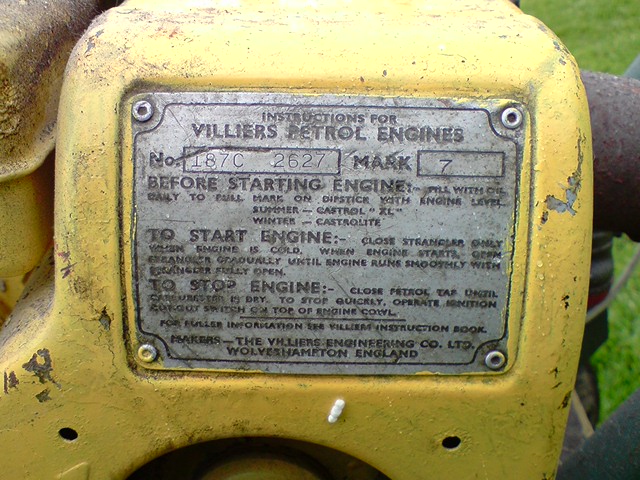 INSTRUCTIONS FOR
VILLIERS PETROL ENGINES
No. 187C 2627 MARK 7
BEFORE STARTING ENGINE:- FILL WITH OIL
DAILY TO FULL MARK ON DIPSTICK WITH ENGINE LEVEL.
SUMMER — CASTROL "XL"
WINTER — CASTROLITE
TO START ENGINE:- CLOSE STRANGLER ONLY
WHEN ENGINE IS COLD. WHEN ENGINE STARTS, OPEN
STRANGLER GRADUALLY UNTIL ENGINE RUNS SMOOTHLY WITH
STRANGLER FULLY OPEN.
TO STOP ENGINE:- CLOSE PETROL TAP UNTIL
CARBURETTER IS DRY. TO STOP QUICKLY, OPERATE IGNITION
CUT-OUT SWITCH ON TOP OF ENGINE COWL.
FOR FULLER INFORMATION SEE VILLIERS INSTRUCTION BOOK.
MAKERS—THE VILLIERS ENGINEERING CO. LTD.
WOLVERHAMPTON ENGLAND